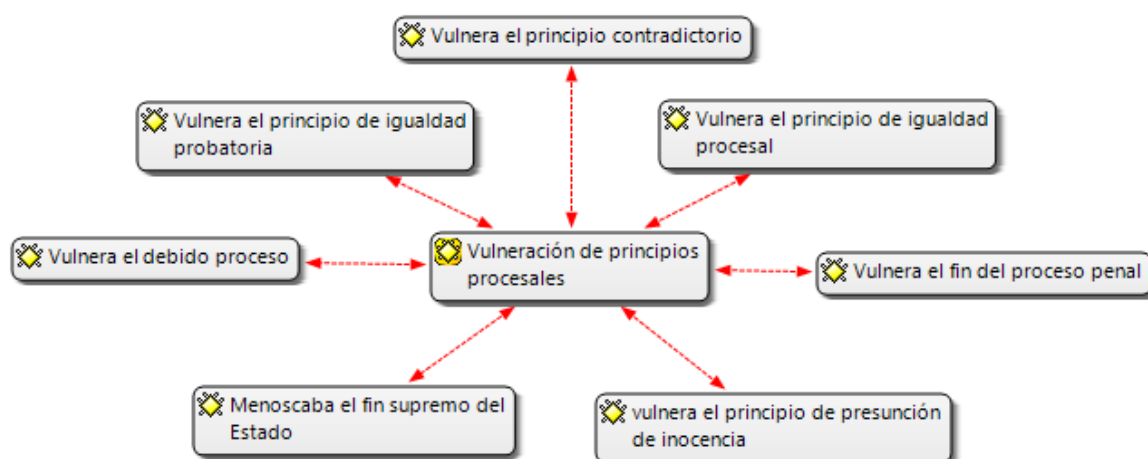 Vulnera el principio contradictorio
Vulnera el principio de igualdad
probatoria
Vulnera el principio de igualdad
procesal
Vulnera el debido proceso
Vulneración de principios
procesales
Vulnera el fin del proceso penal
Menoscaba el fin supremo del
Estado
vulnera el principio de presunción
de inocencia